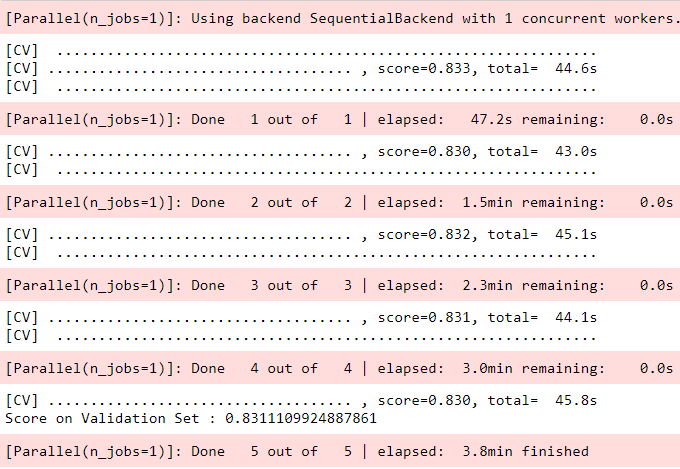 [Parallel(n_jobs=1)]: Using backend SequentialBackend with 1 concurrent workers.
[CV]  ................................................................
[CV] .................................... , score=0.833, total=  44.6s
[CV]  ................................................................
[Parallel(n_jobs=1)]: Done   1 out of   1 | elapsed:   47.2s remaining:    0.0s
[CV] .................................... , score=0.830, total=  43.0s
[CV]  ................................................................
[Parallel(n_jobs=1)]: Done   2 out of   2 | elapsed:  1.5min remaining:    0.0s
[CV] .................................... , score=0.832, total=  45.1s
[CV]  ................................................................
[Parallel(n_jobs=1)]: Done   3 out of   3 | elapsed:  2.3min remaining:    0.0s
[CV] .................................... , score=0.831, total=  44.1s
[CV]  ................................................................
[Parallel(n_jobs=1)]: Done   4 out of   4 | elapsed:  3.0min remaining:    0.0s
[CV] .................................... , score=0.830, total=  45.8s
Score on Validation Set : 0.8311109924887861
[Parallel(n_jobs=1)]: Done   5 out of   5 | elapsed:  3.8min finished